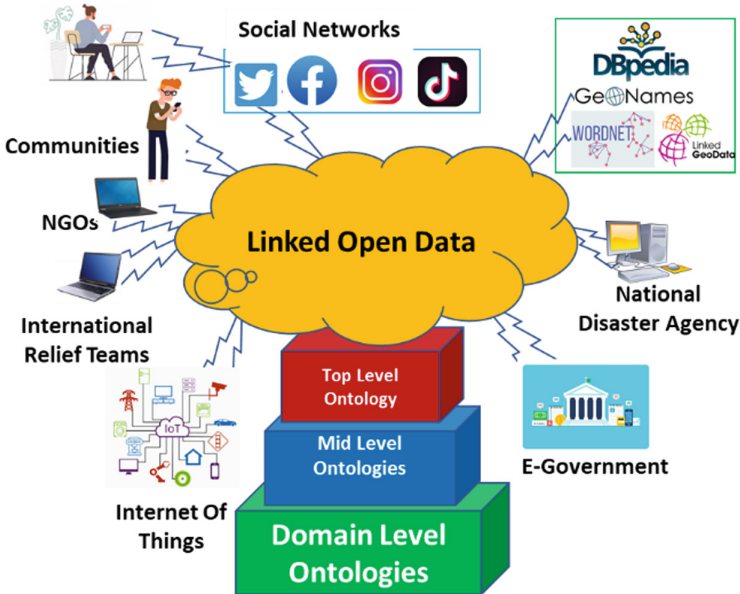 Social Networks
DBpedia
GeoNames
WORDNET
Linked
GeoData
Communities
NGOs
Linked Open Data
International
Relief Teams
National
Disaster Agency
Top Level
Ontology
IoT
Mid Level
Ontologies
E-Government
Internet Of
Things
Domain Level
Ontologies